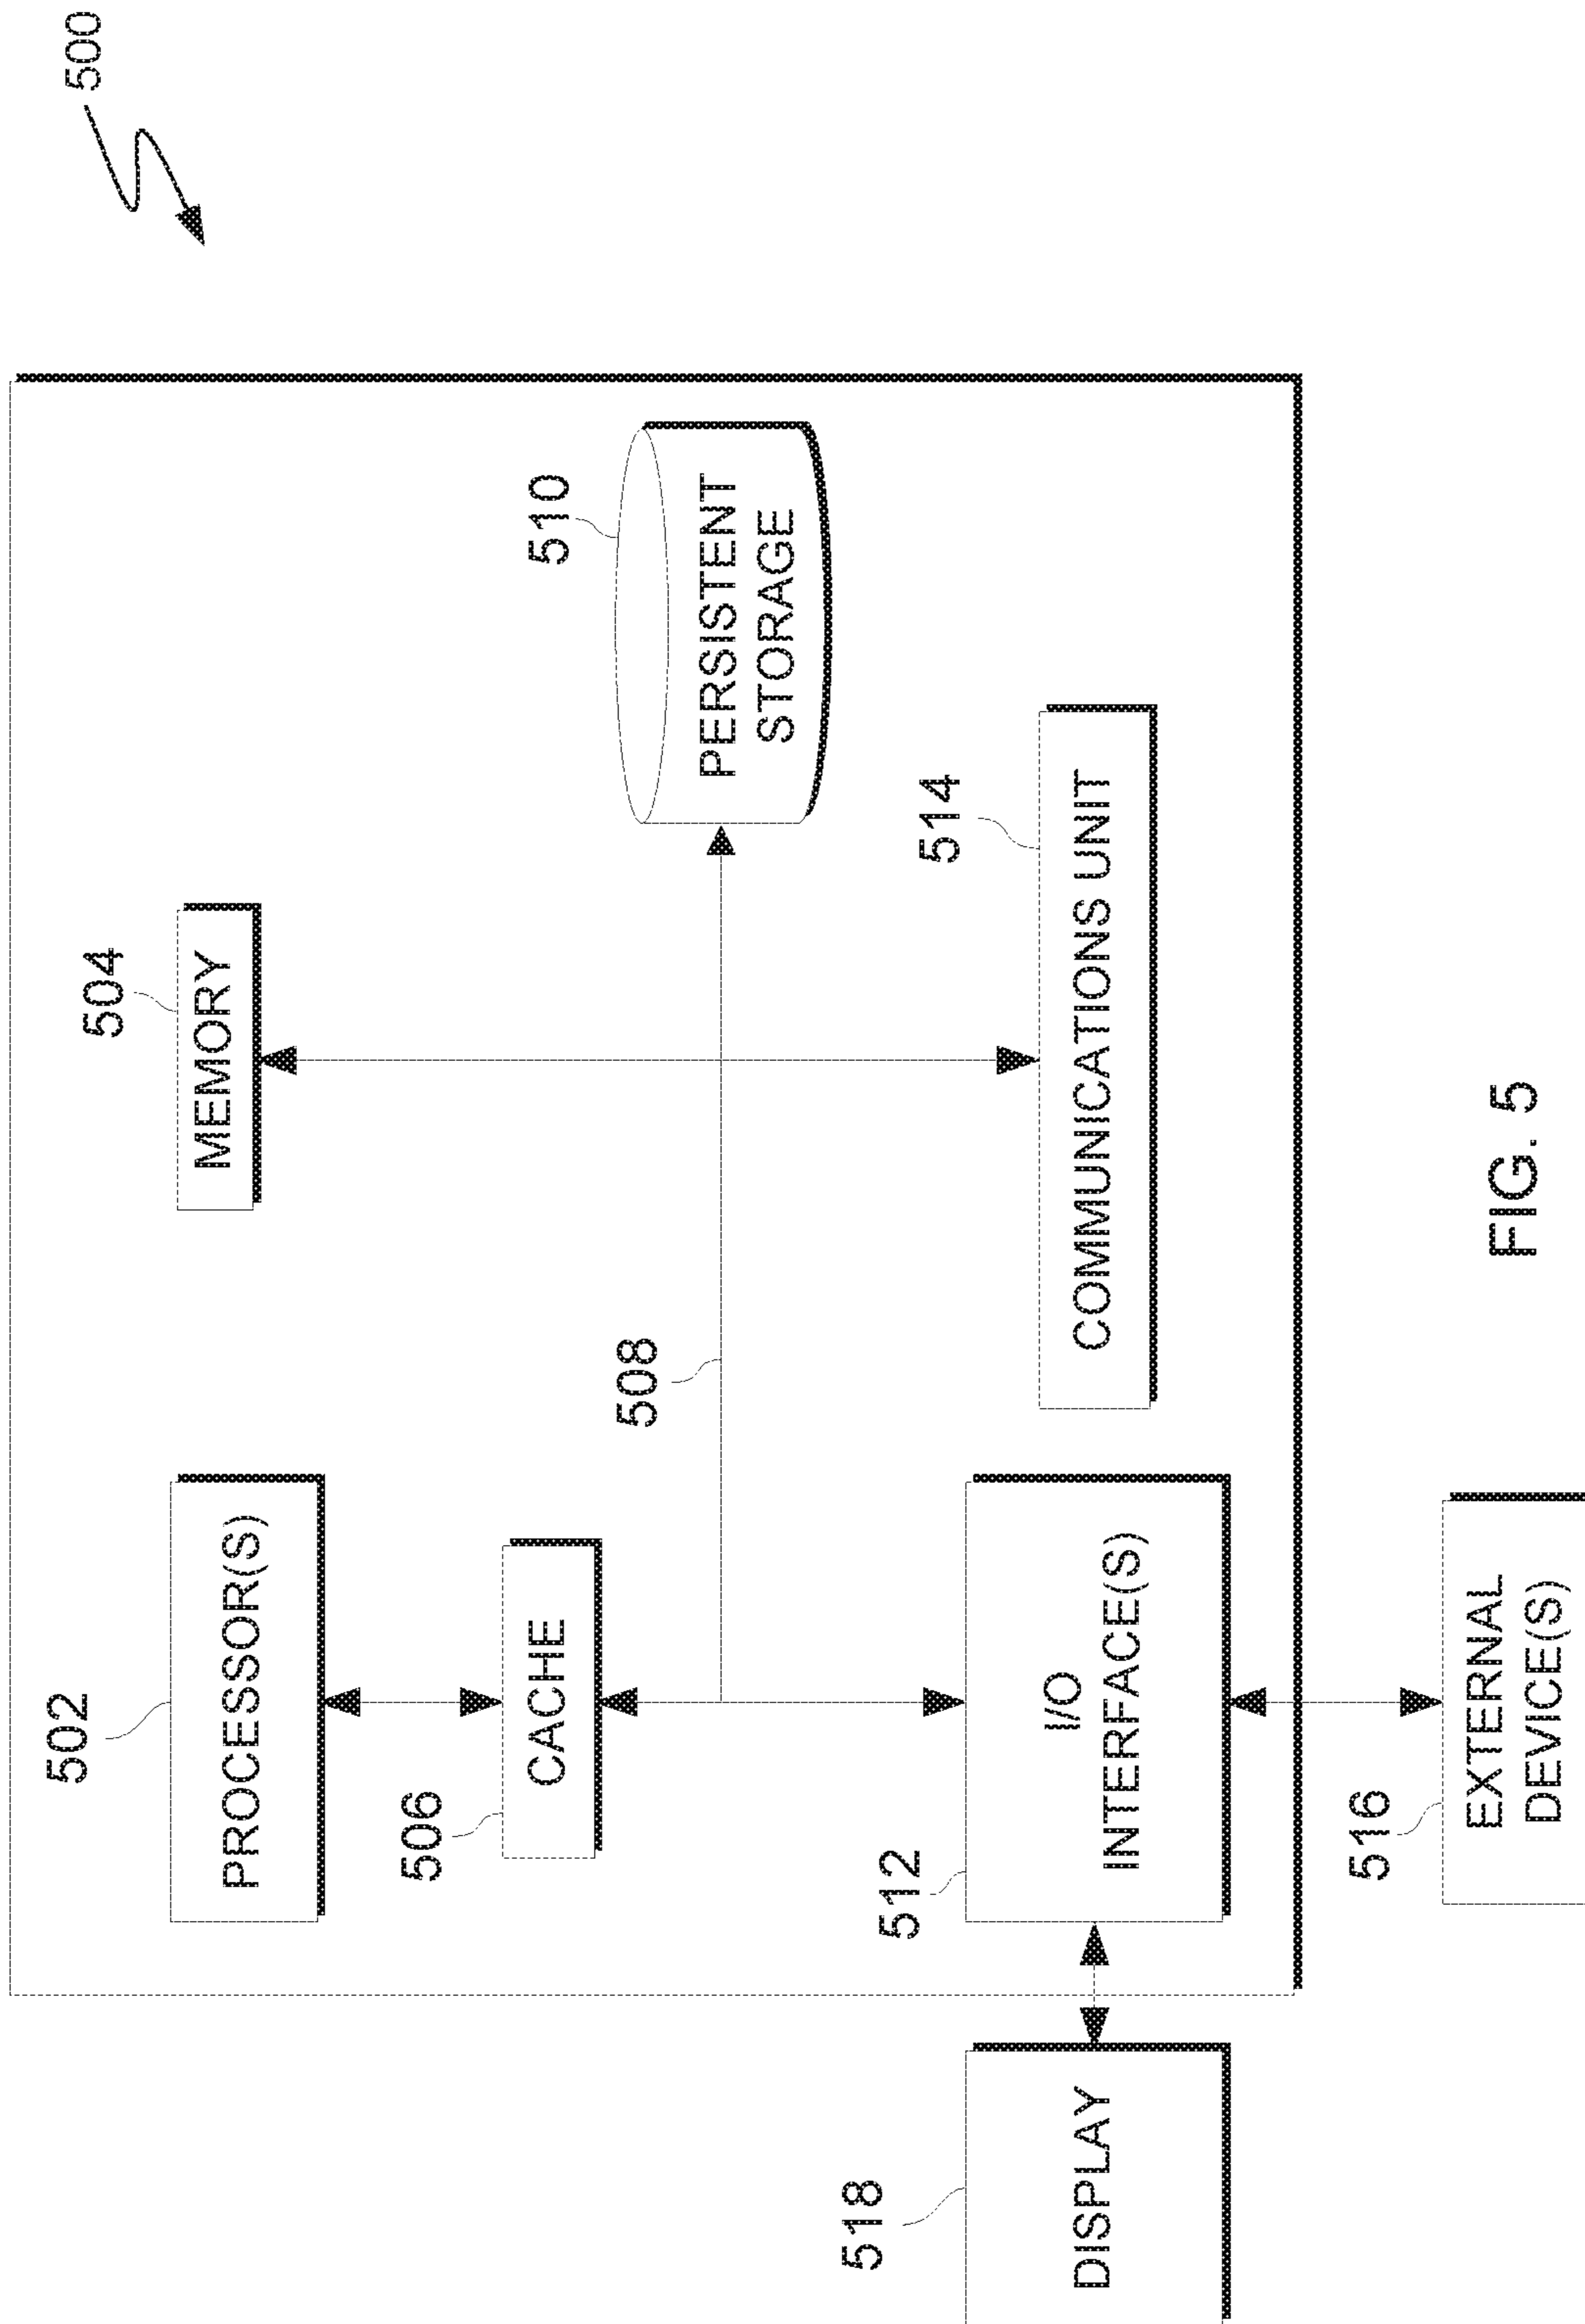 500
502
PROCESSOR(S)
504
MEMORY
506
CACHE
508
510
PERSISTENT
STORAGE
512
I/O
INTERFACE(S)
514
COMMUNICATIONS UNIT
518
DISPLAY
516
EXTERNAL
DEVICE(S)
FIG. 5